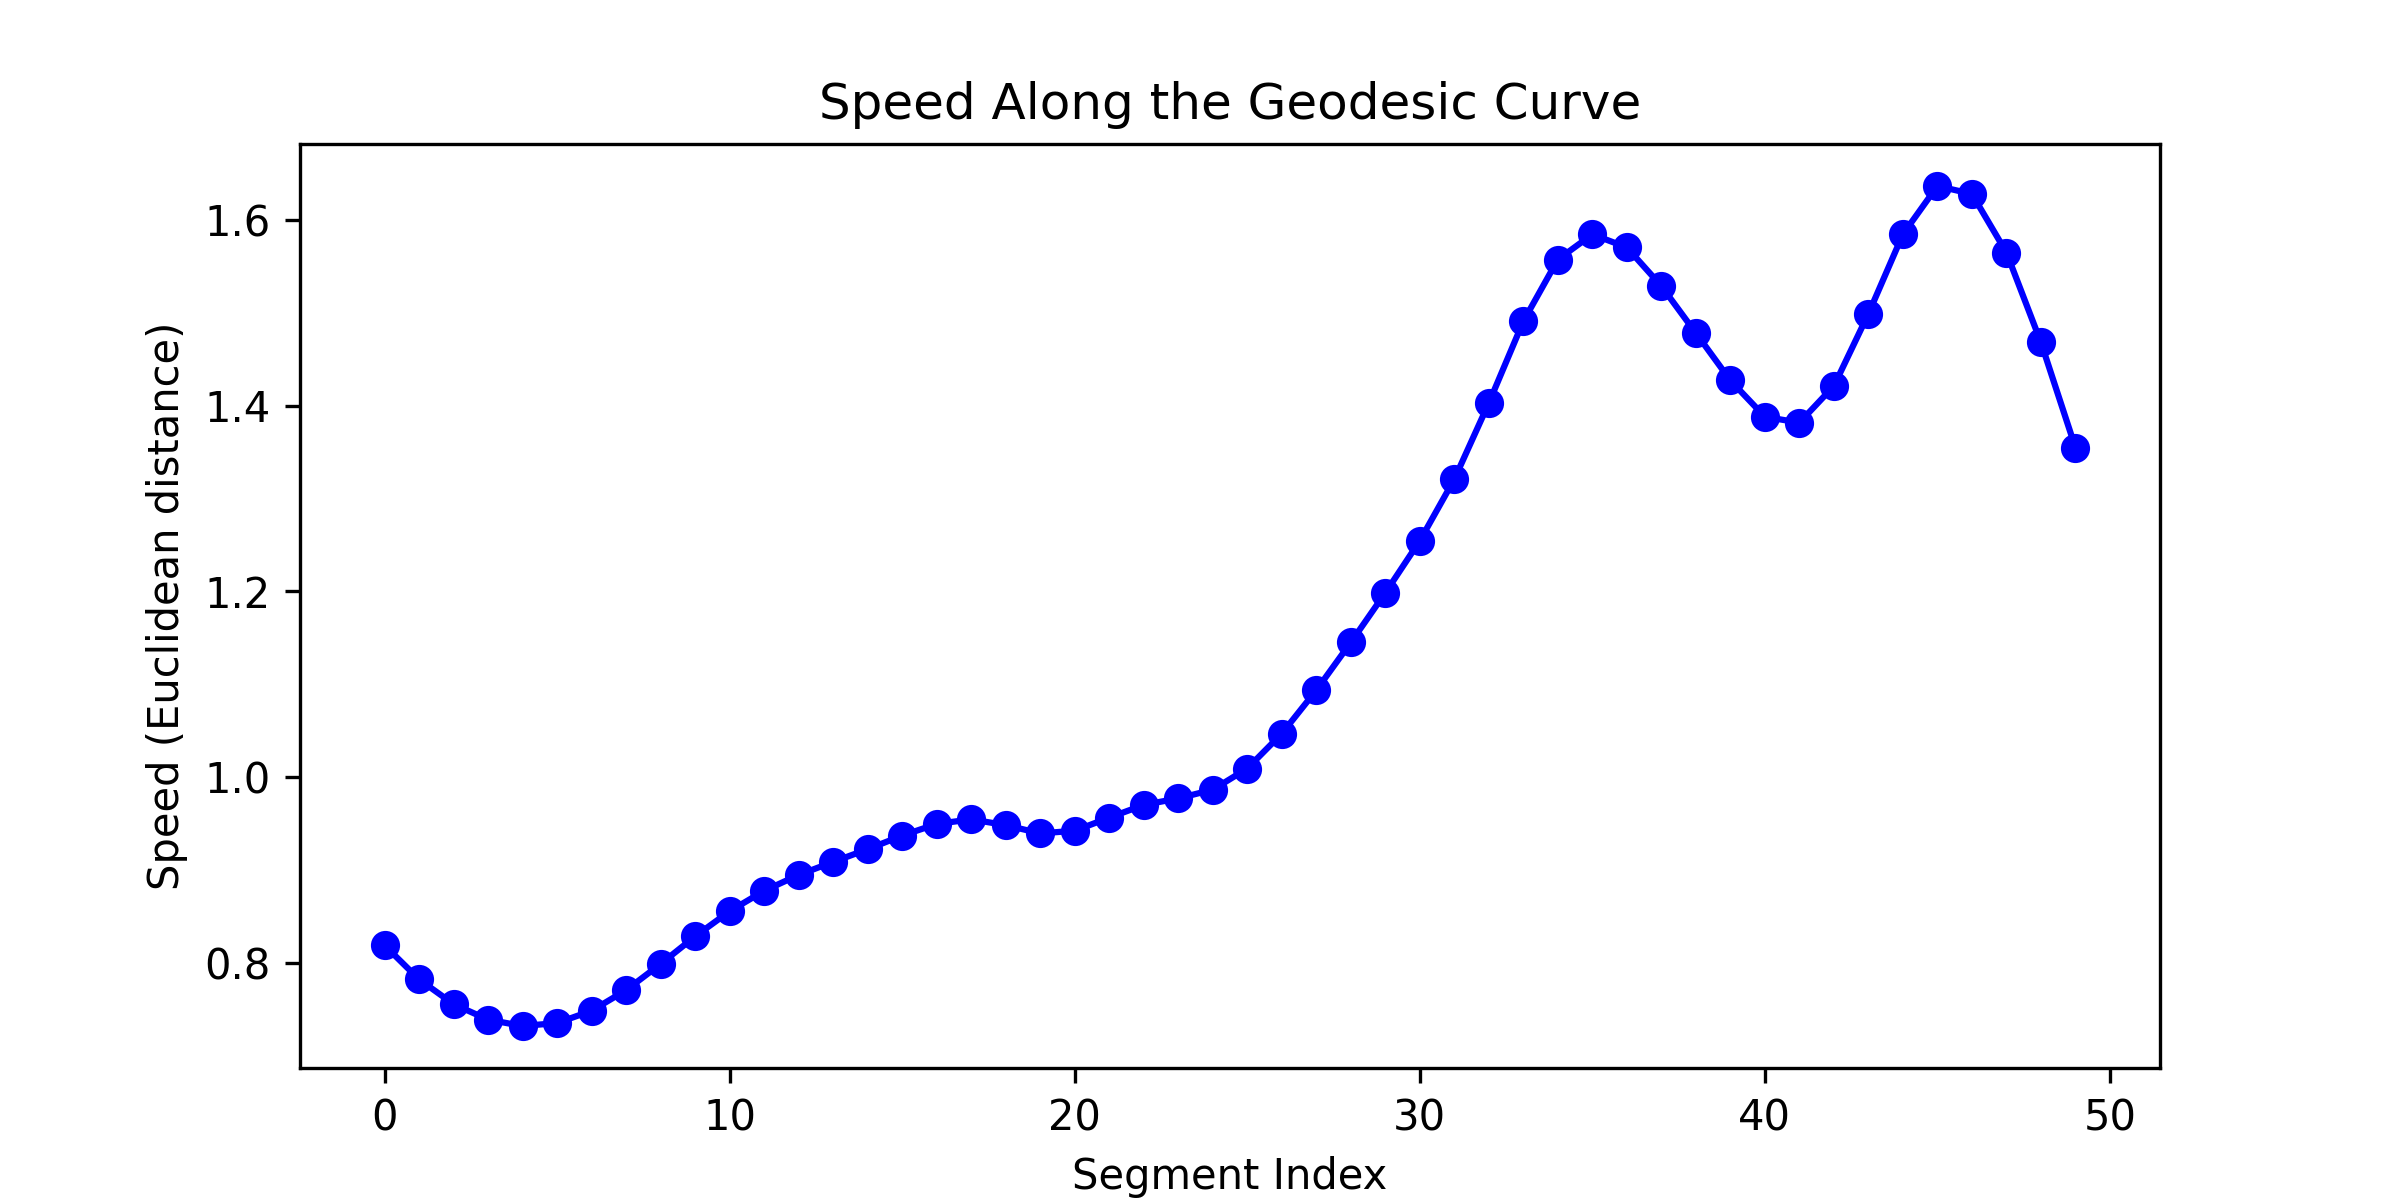 Speed Along the Geodesic Curve
Speed (Euclidean distance)
1.6
1.4
1.2
1.0
0.8
0 10 20 30 40 50
Segment Index